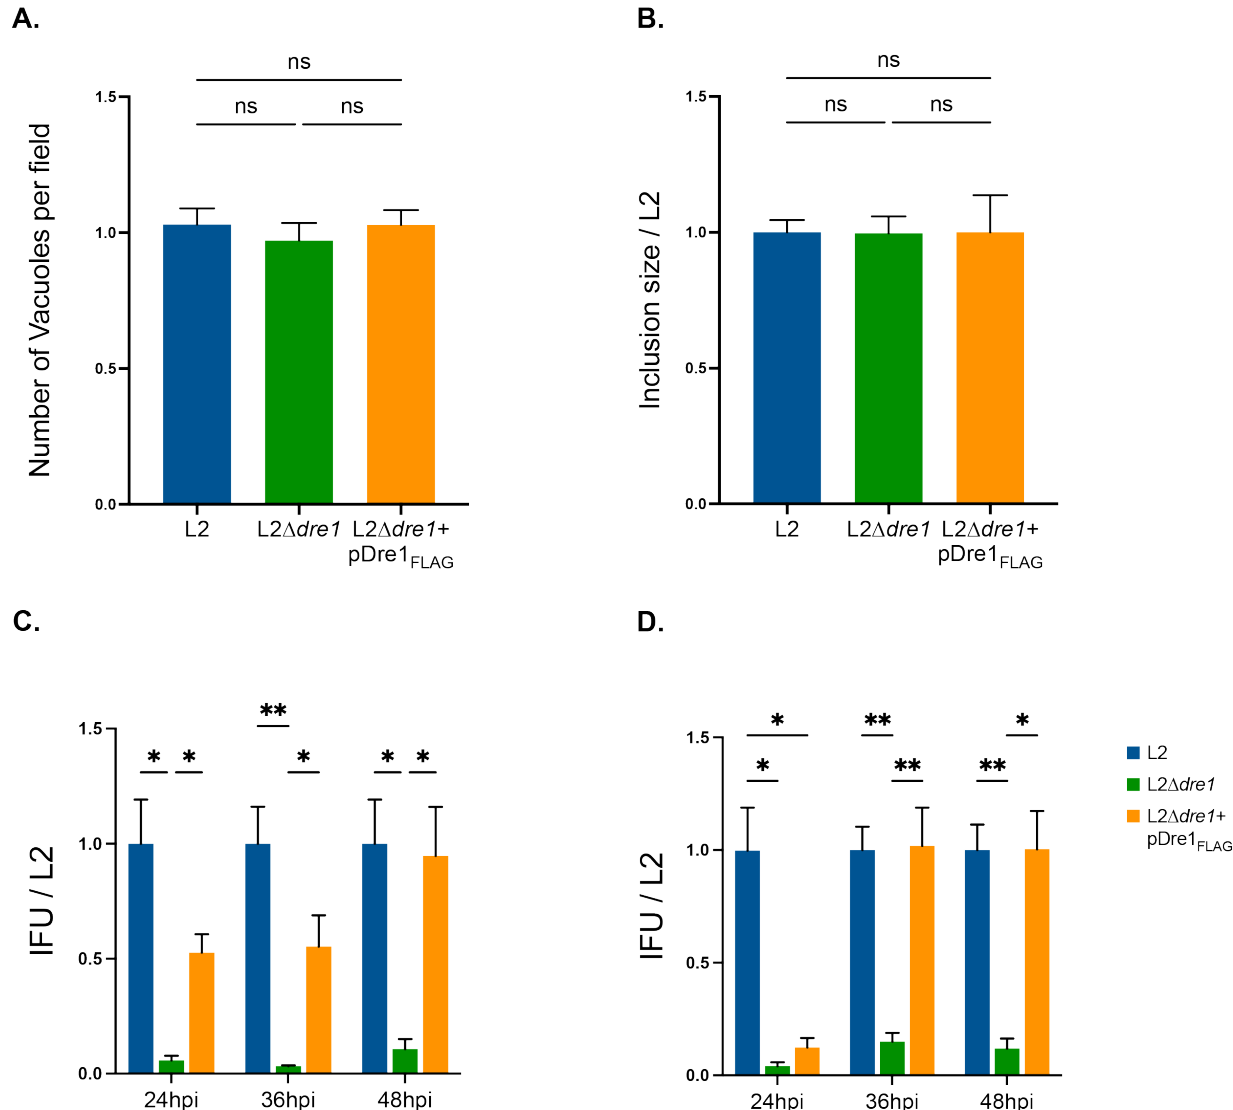 A.
ns
ns ns
1.5
1.0
0.5
0.0
Number of Vacuoles per field
L2 L2Δdre1 L2Δdre1+
pDre1FLAG
B.
ns
ns ns
1.5
1.0
0.5
0.0
Inclusion size / L2
L2 L2Δdre1 L2Δdre1+
pDre1FLAG
C.
**
* * * * *
1.5
1.0
0.5
0.0
IFU / L2
24hpi 36hpi 48hpi
D.
* ** *
* ** **
1.5
1.0
0.5
0.0
IFU / L2
24hpi 36hpi 48hpi
L2
L2Δdre1
L2Δdre1+
pDre1FLAG